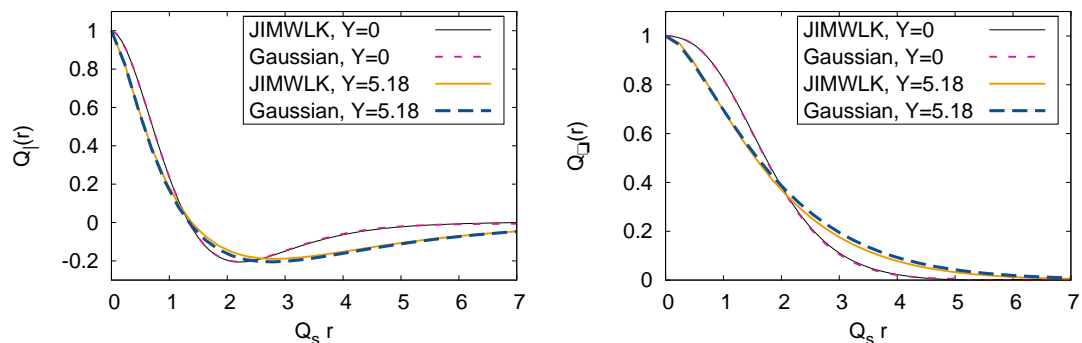 1
0.8
0.6
0.4
0.2
0
-0.2
Q|(r)
JIMWLK, Y=0
Gaussian, Y=0
JIMWLK, Y=5.18
Gaussian, Y=5.18
0 1 2 3 4 5 6 7
Q_s r
1
0.8
0.6
0.4
0.2
0
Q□(r)
JIMWLK, Y=0
Gaussian, Y=0
JIMWLK, Y=5.18
Gaussian, Y=5.18
0 1 2 3 4 5 6 7
Q_s r